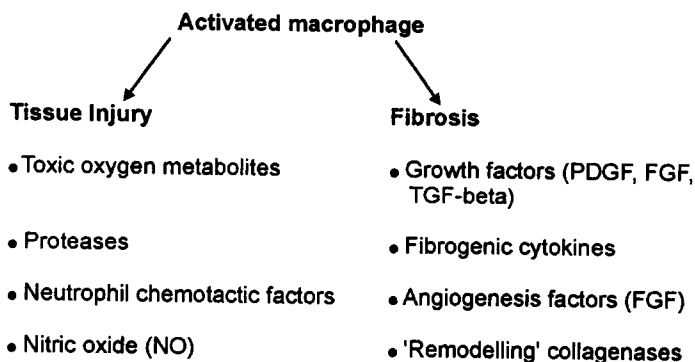 Activated macrophage
Tissue Injury
• Toxic oxygen metabolites
• Proteases
• Neutrophil chemotactic factors
• Nitric oxide (NO)
Fibrosis
• Growth factors (PDGF, FGF,
TGF-beta)
• Fibrogenic cytokines
• Angiogenesis factors (FGF)
• 'Remodelling' collagenases